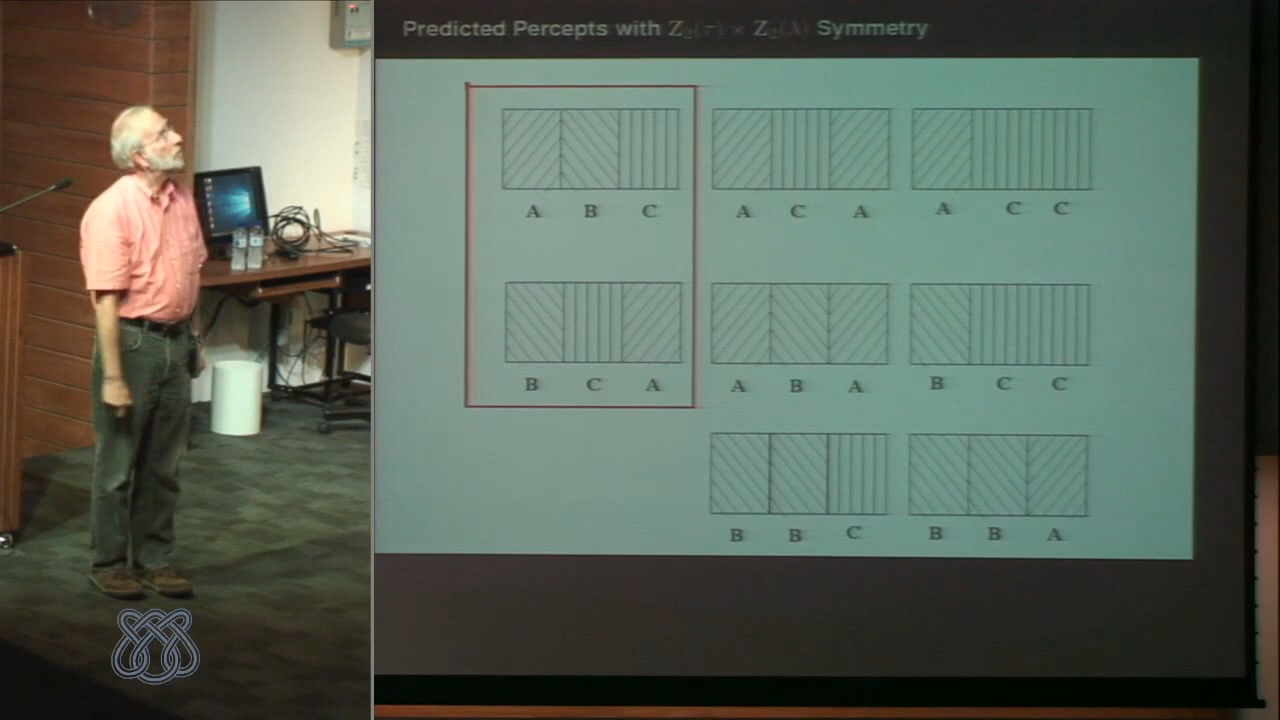 Predicted Percepts with Z₂(τ) × Z₂(λ) Symmetry
A B C
A C A
A C C
B C A
A B A
B C C
B B C
B B A